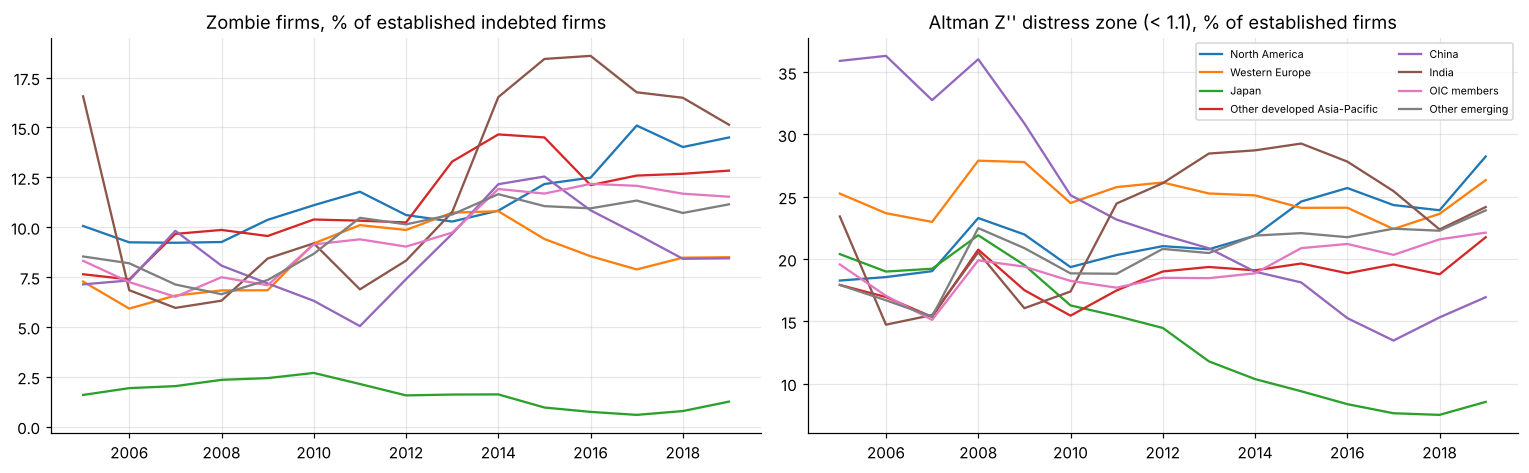 Zombie firms, % of established indebted firms
17.5
15.0
12.5
10.0
7.5
5.0
2.5
0.0
2006 2008 2010 2012 2014 2016 2018
Altman Z'' distress zone (< 1.1), % of established firms
35
30
25
20
15
10
2006 2008 2010 2012 2014 2016 2018
North America
Western Europe
Japan
Other developed Asia-Pacific
China
India
OIC members
Other emerging